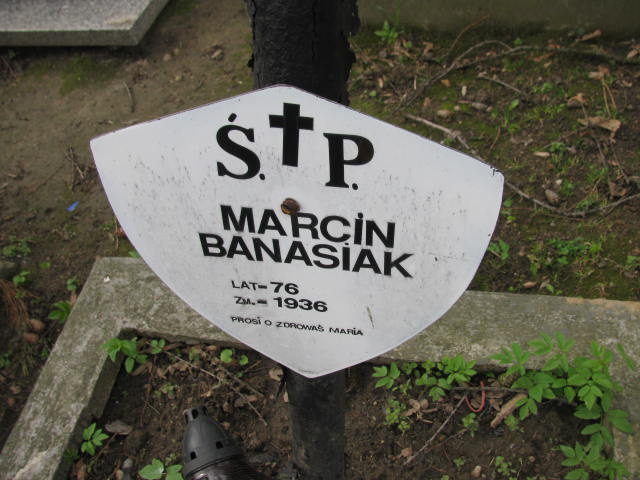 Ś. P.
MARCIN
BANASIAK
LAT-76
ZM.-1936
PROSI O ZDROWAŚ MARIA